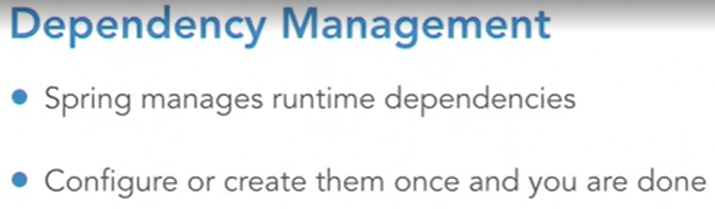 Dependency Management
Spring manages runtime dependencies
Configure or create them once and you are done